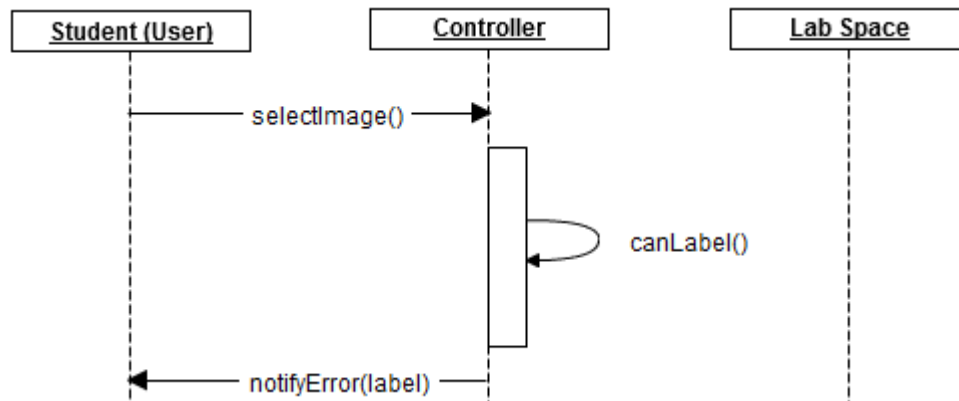 Student (User)
Controller
Lab Space
selectImage()
canLabel()
notifyError(label)